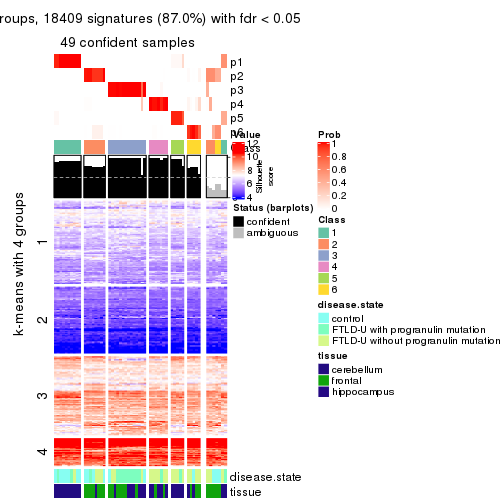 roups, 18409 signatures (87.0%) with fdr < 0.05
49 confident samples
p1
p2
p3
p4
p5
p6
Class
k-means with 4 groups
1
2
3
4
disease.state
tissue
Value
12
10
8
6
4
Silhouette
score
Status (barplots)
confident
ambiguous
Prob
1
0.8
0.6
0.4
0.2
0
Class
1
2
3
4
5
6
disease.state
control
FTLD-U with progranulin mutation
FTLD-U without progranulin mutation
tissue
cerebellum
frontal
hippocampus